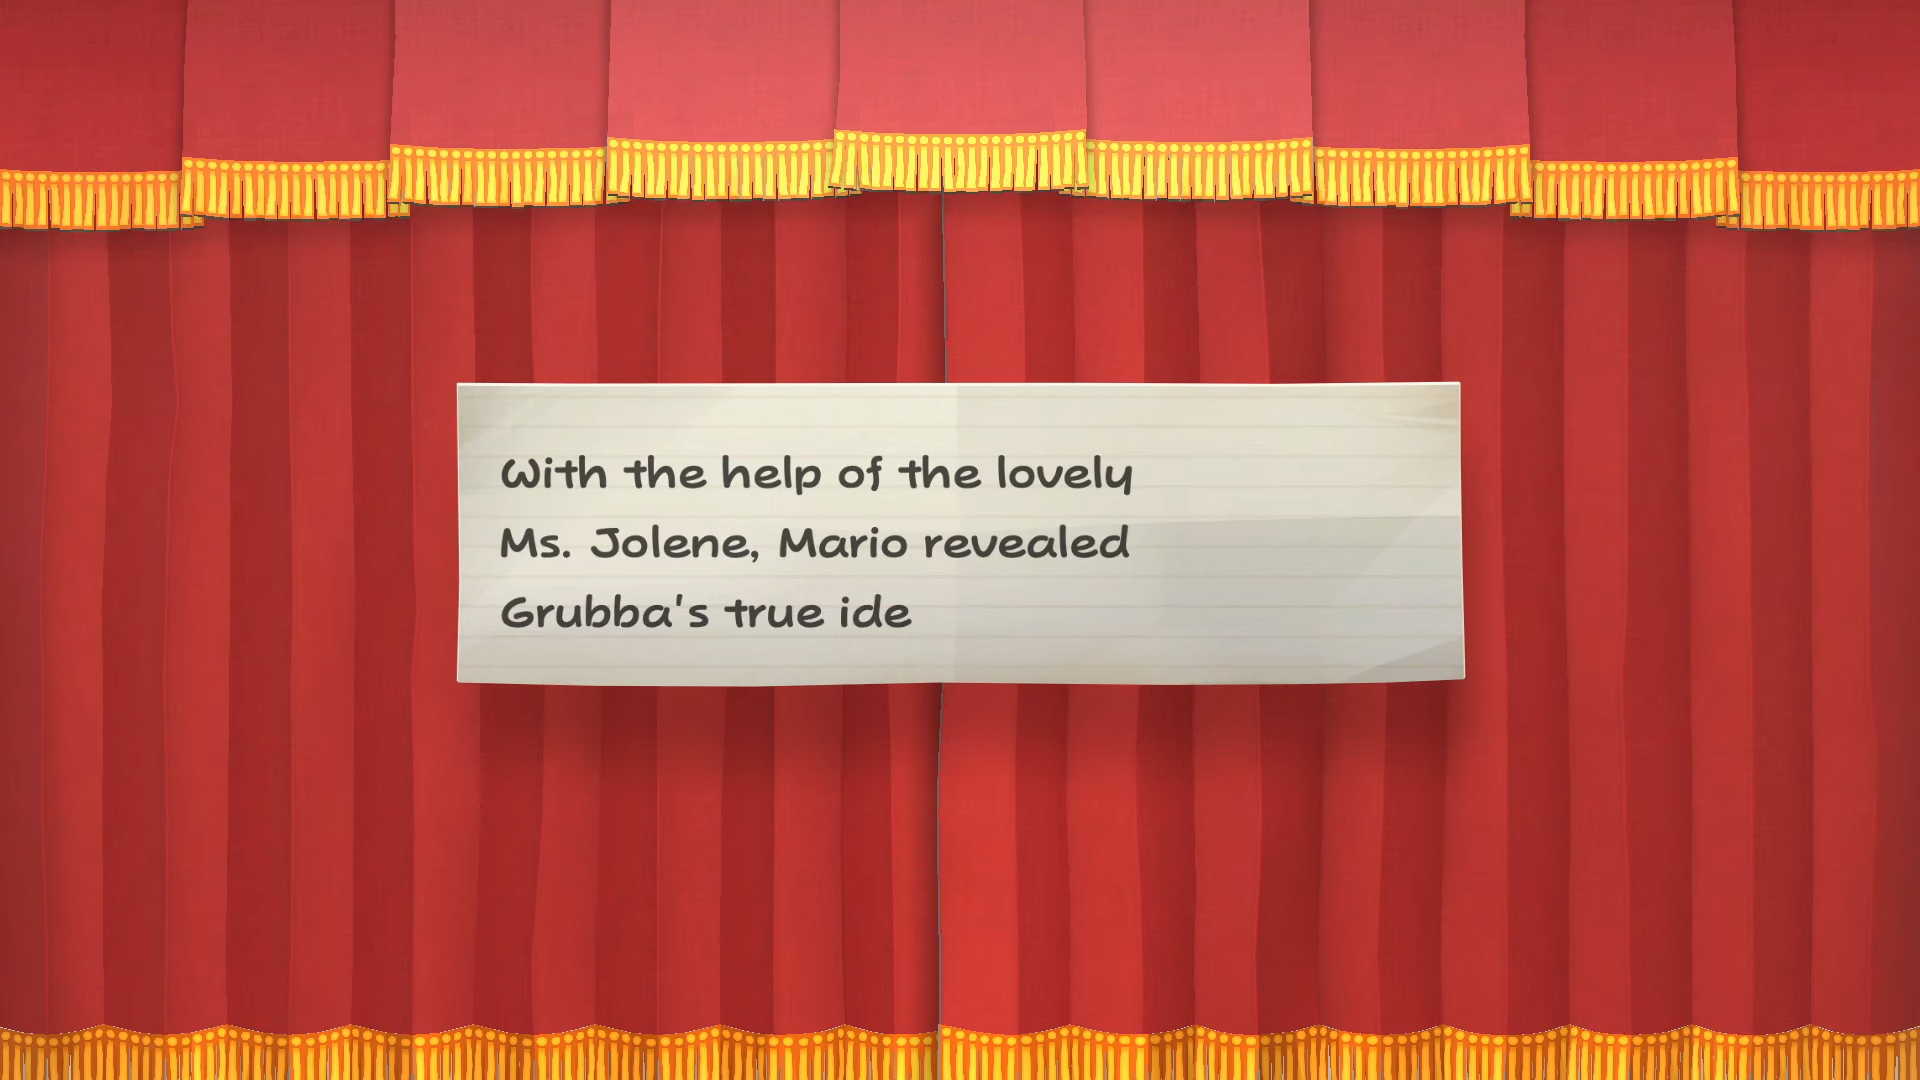 With the help of the lovely
Ms. Jolene, Mario revealed
Grubba's true ide